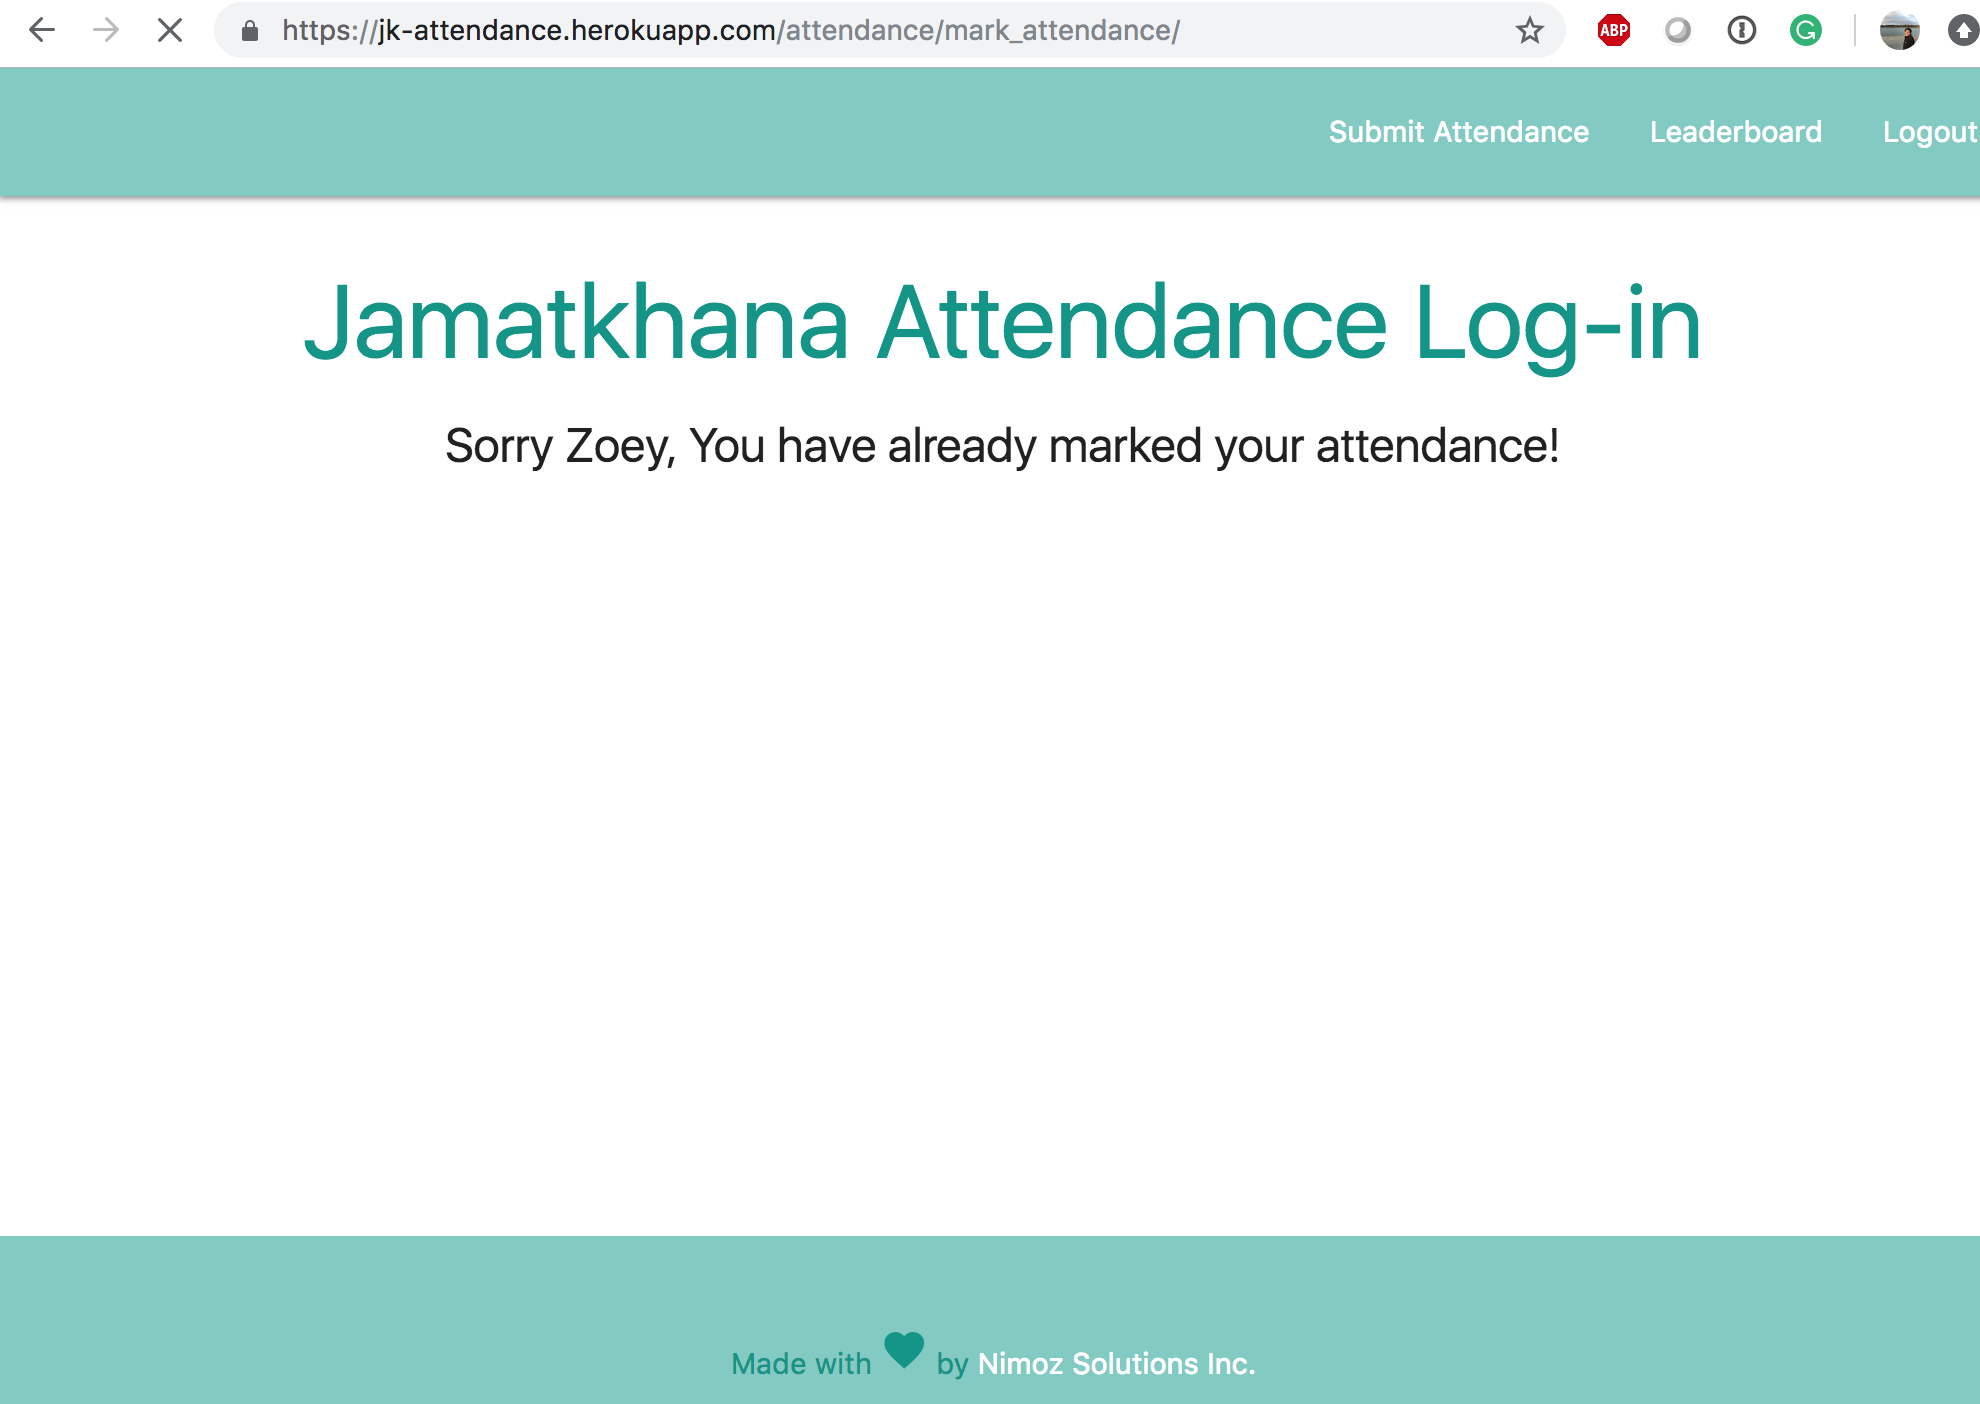 https://jk-attendance.herokuapp.com/attendance/mark_attendance/
ABP
Submit Attendance Leaderboard Logout
Jamatkhana Attendance Log-in
Sorry Zoey, You have already marked your attendance!
Made with by Nimoz Solutions Inc.